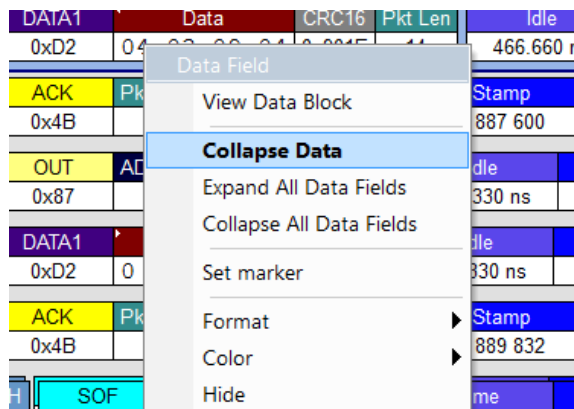 DATA1 Data CRC16 Pkt Len Idle
0xD2 466.660
Data Field
ACK Stamp
0x4B 887 600
View Data Block
Collapse Data
OUT
0x87 330 ns
Expand All Data Fields
Collapse All Data Fields
DATA1
0xD2 0 330 ns
Set marker
ACK Stamp
0x4B 889 832
Format
Color
SOF
Hide